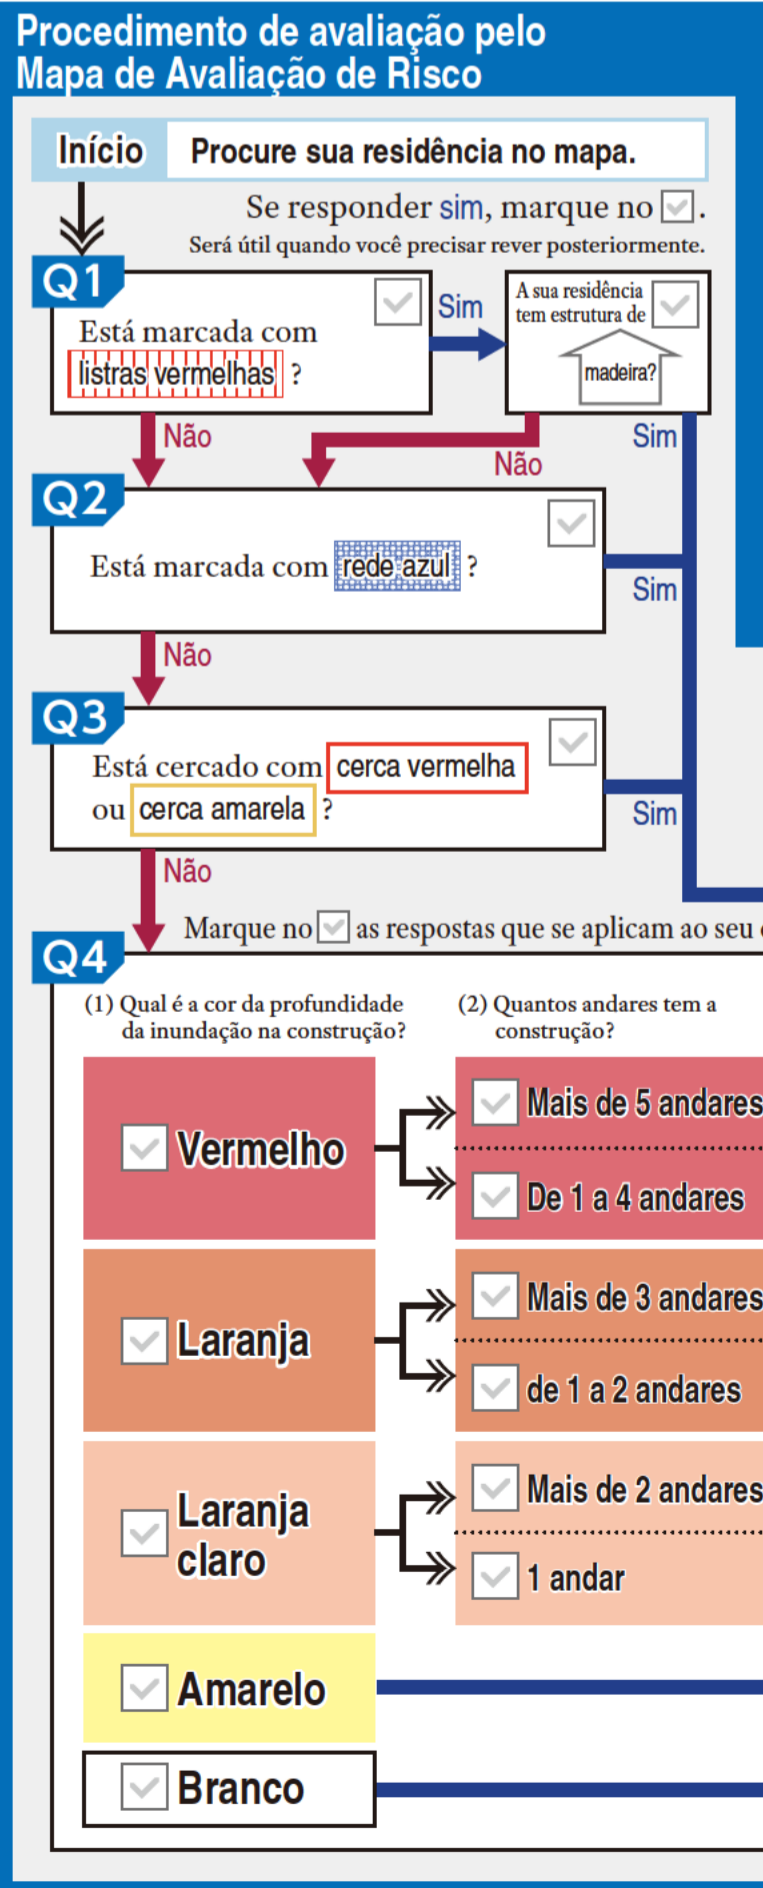 Procedimento de avaliação pelo
Mapa de Avaliação de Risco
Início Procure sua residência no mapa.
Se responder sim, marque no .
Será útil quando você precisar rever posteriormente.
Q1
Está marcada com
listras vermelhas ?
Sim
A sua residência
tem estrutura de
madeira?
Não
Não
Sim
Q2
Está marcada com rede azul ?
Sim
Não
Q3
Está cercado com cerca vermelha
ou cerca amarela ?
Sim
Não
Marque no as respostas que se aplicam ao seu
Q4
(1) Qual é a cor da profundidade
da inundação na construção?
(2) Quantos andares tem a
construção?
Vermelho
Mais de 5 andares
De 1 a 4 andares
Laranja
Mais de 3 andares
de 1 a 2 andares
Laranja
claro
Mais de 2 andares
1 andar
Amarelo
Branco